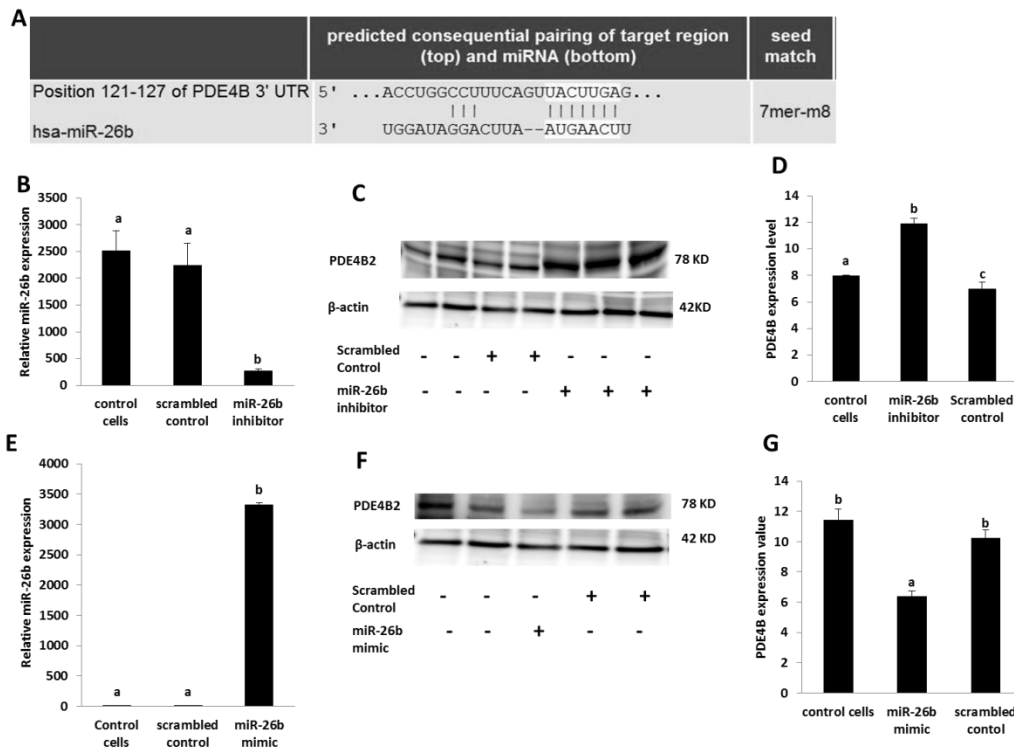 A
predicted consequential pairing of target region
(top) and miRNA (bottom)
seed
match
Position 121-127 of PDE4B 3' UTR
5' ...ACCUGGCCUUUCAGUUACUUGAG...
hsa-miR-26b
3' UGGAUAGGACUUA--AUGAACUU
7mer-m8
B
Relative miR-26b expression
3500
3000
2500
2000
1500
1000
500
0
a
a
b
control
cells
scrambled
control
miR-26b
inhibitor
C
PDE4B2
78 KD
β-actin
42KD
Scrambled
Control
- - + + - - -
miR-26b
inhibitor
- - - - + + +
D
PDE4B expression level
14
12
10
8
6
4
2
0
a
b
c
control
cells
miR-26b
inhibitor
Scrambled
control
E
Relative miR-26b expression
4000
3500
3000
2500
2000
1500
1000
500
0
a
a
b
Control
cells
scrambled
control
miR-26b
mimic
F
PDE4B2
78 KD
β-actin
42 KD
Scrambled
Control
- - - + +
miR-26b
mimic
- - + - -
G
PDE4B expression value
14
12
10
8
6
4
2
0
b
a
b
control cells
miR-26b
mimic
scrambled
contol